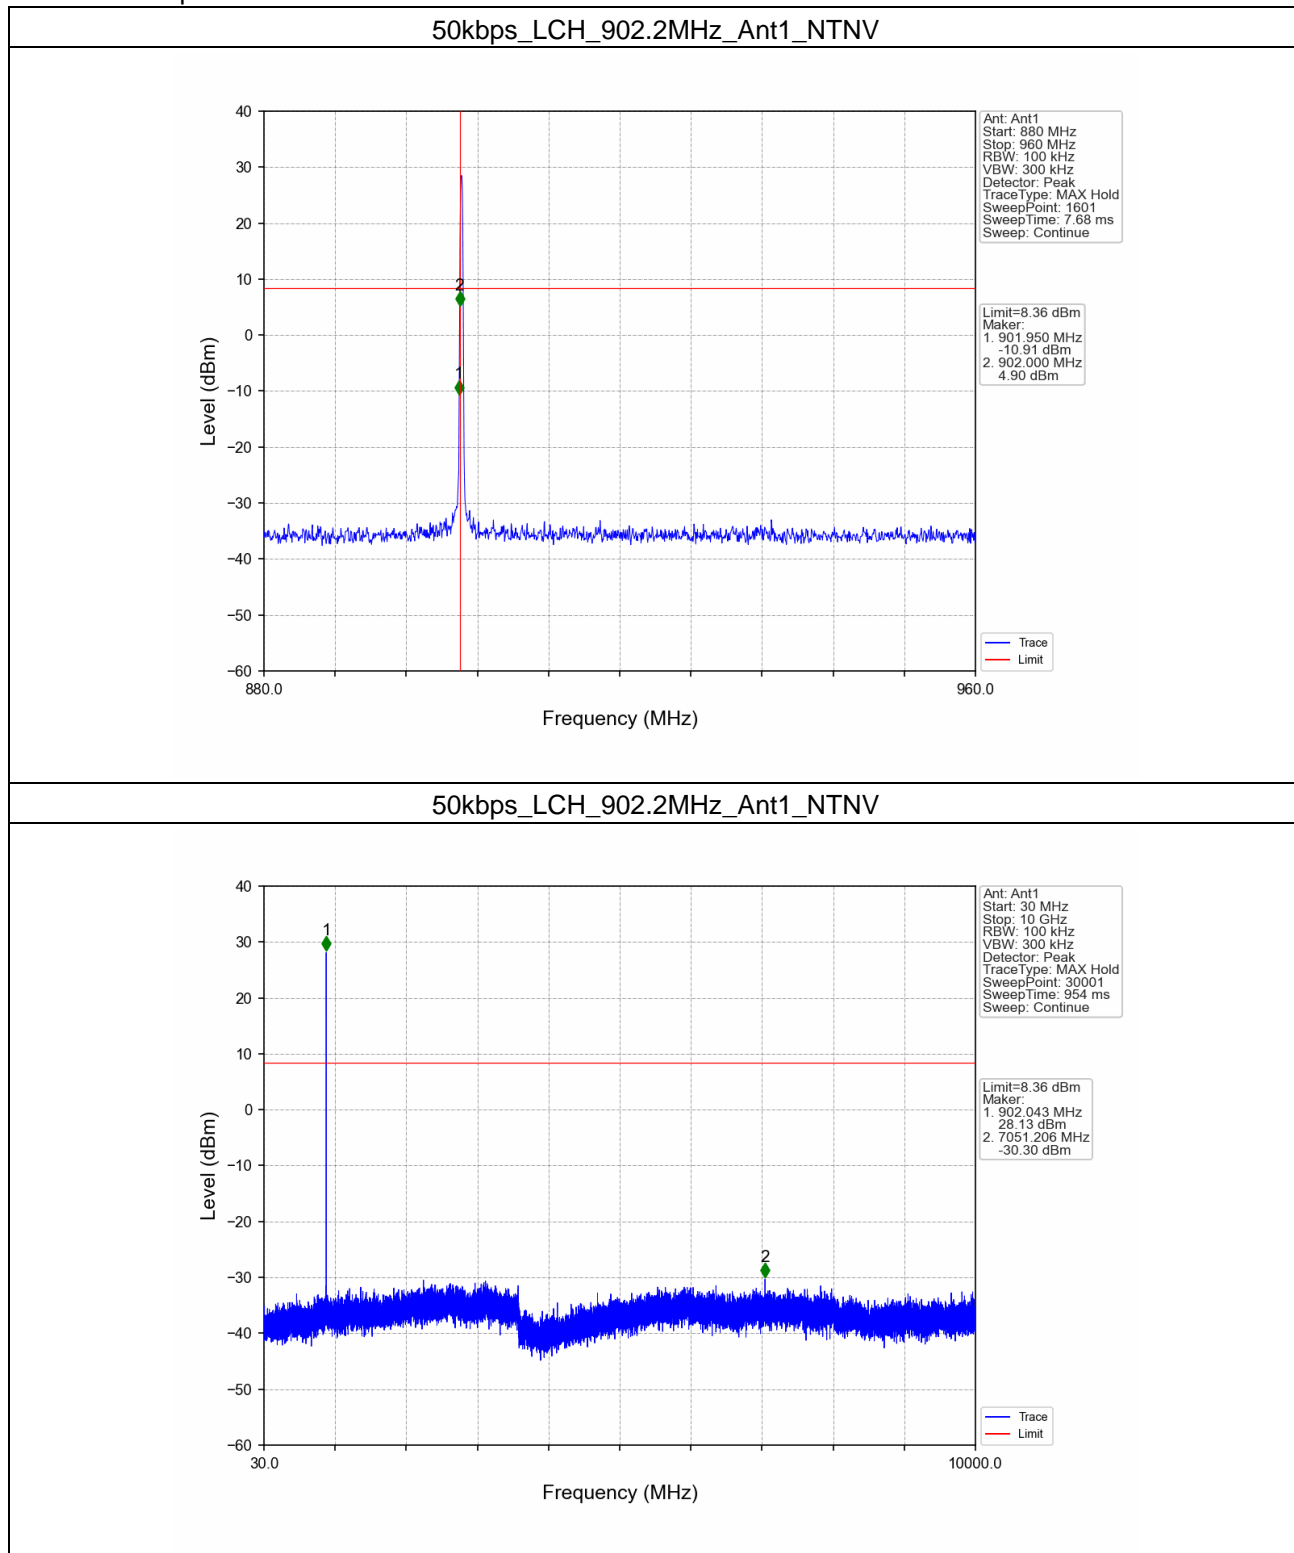 50kbps_LCH_902.2MHz_Ant1_NTNV
40
30
20
10
0
−10
−20
−30
−40
−50
−60
Level (dBm)
880.0
960.0
Frequency (MHz)
2
1
Ant: Ant1
Start: 880 MHz
Stop: 960 MHz
RBW: 100 kHz
VBW: 300 kHz
Detector: Peak
TraceType: MAX Hold
SweepPoint: 1601
SweepTime: 7.68 ms
Sweep: Continue
Limit=8.36 dBm
Maker:
1. 901.950 MHz
-10.91 dBm
2. 902.000 MHz
4.90 dBm
Trace
Limit
50kbps_LCH_902.2MHz_Ant1_NTNV
40
30
20
10
0
−10
−20
−30
−40
−50
−60
Level (dBm)
30.0
10000.0
Frequency (MHz)
1
2
Ant: Ant1
Start: 30 MHz
Stop: 10 GHz
RBW: 100 kHz
VBW: 300 kHz
Detector: Peak
TraceType: MAX Hold
SweepPoint: 30001
SweepTime: 954 ms
Sweep: Continue
Limit=8.36 dBm
Maker:
1. 902.043 MHz
28.13 dBm
2. 7051.206 MHz
-30.30 dBm
Trace
Limit